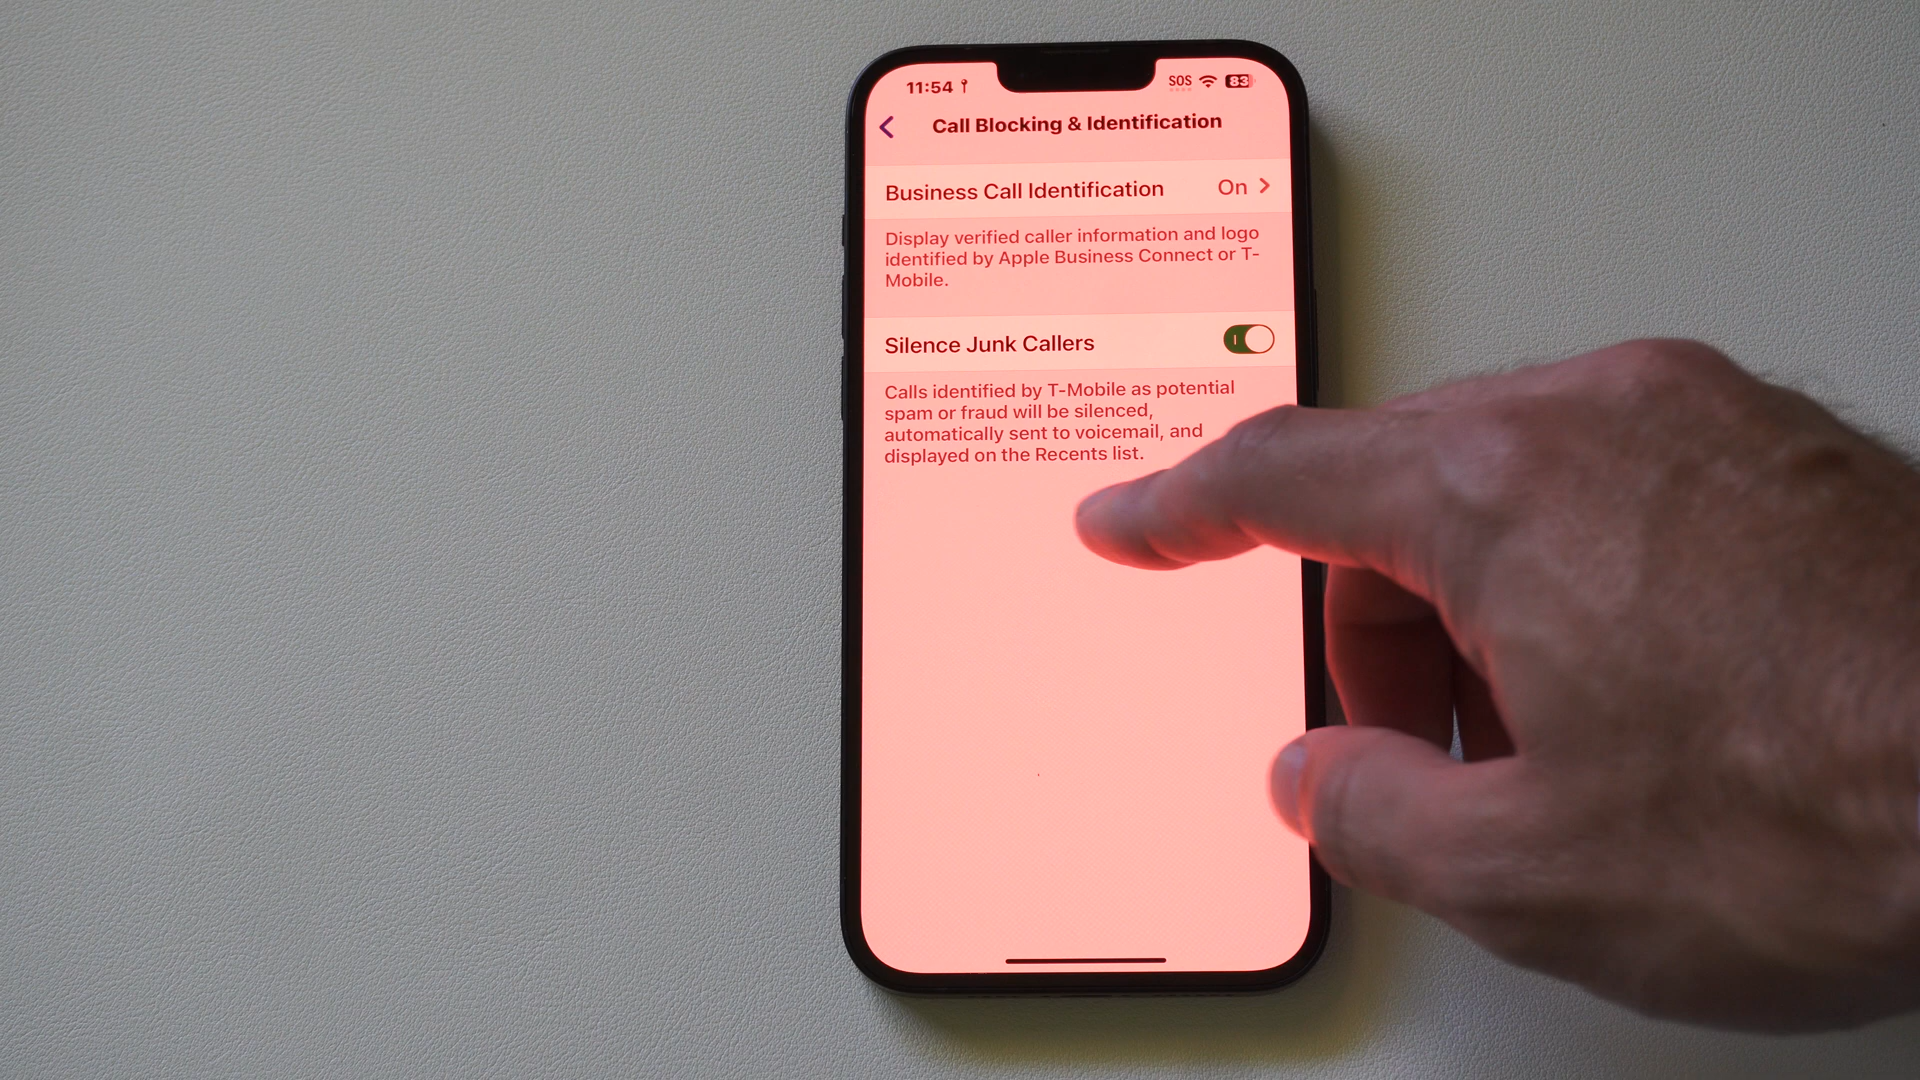 11:54
SOS
83
Call Blocking & Identification
Business Call Identification On
Display verified caller information and logo
identified by Apple Business Connect or T-
Mobile.
Silence Junk Callers
Calls identified by T-Mobile as potential
spam or fraud will be silenced,
automatically sent to voicemail, and
displayed on the Recents list.